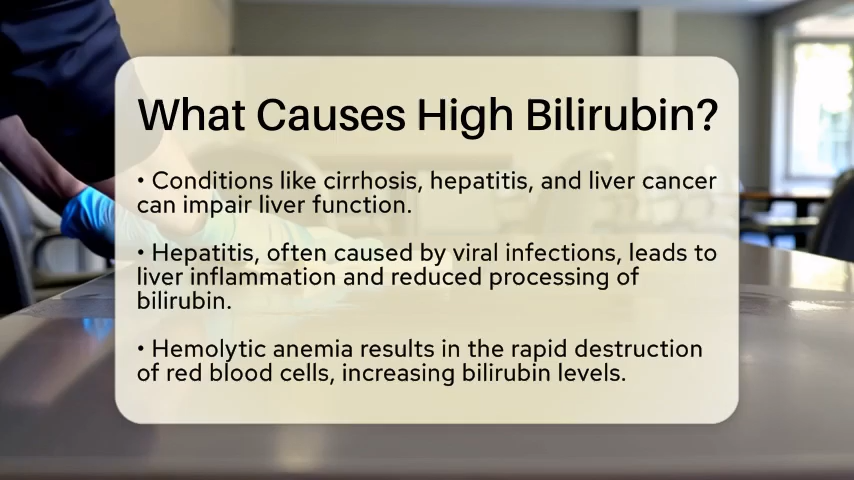 What Causes High Bilirubin?
• Conditions like cirrhosis, hepatitis, and liver cancer
can impair liver function.
• Hepatitis, often caused by viral infections, leads to
liver inflammation and reduced processing of
bilirubin.
• Hemolytic anemia results in the rapid destruction
of red blood cells, increasing bilirubin levels.